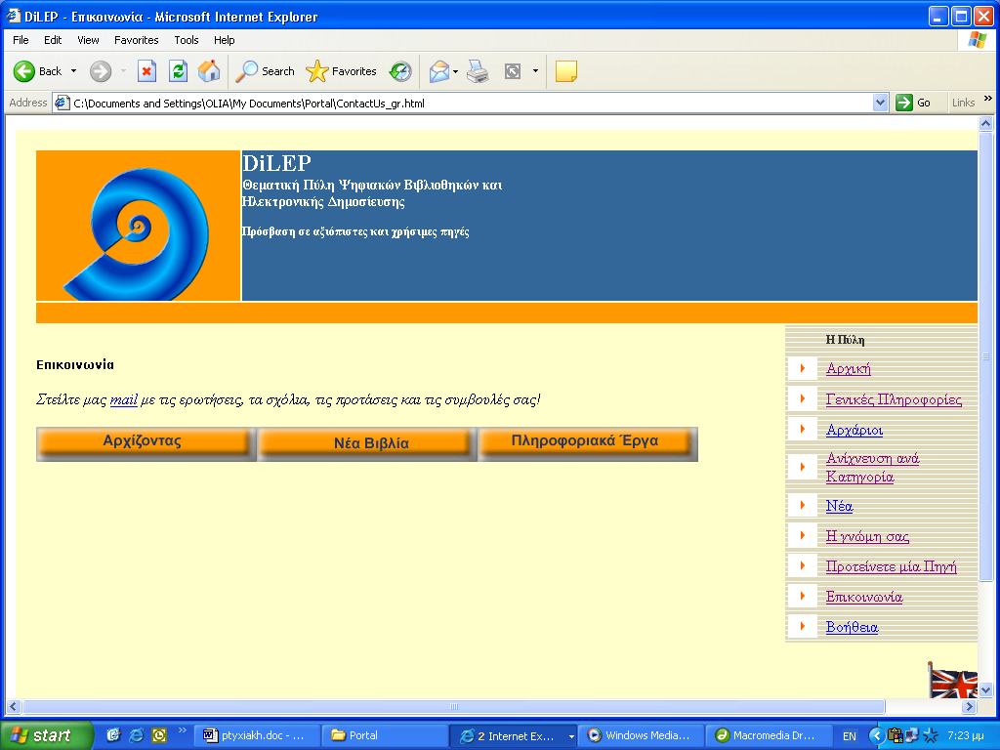 DiLEP - Επικοινωνία - Microsoft Internet Explorer
File Edit View Favorites Tools Help
Back Search Favorites
Address C:\Documents and Settings\OLIA\My Documents\Portal\ContactUs_gr.html Go Links »
DiLEP
Θεματική Πύλη Ψηφιακών Βιβλιοθηκών και
Ηλεκτρονικής Δημοσίευσης
Πρόσβαση σε αξιόπιστες και χρήσιμες πηγές
Επικοινωνία
Στείλτε μας mail με τις ερωτήσεις, τα σχόλια, τις προτάσεις και τις συμβουλές σας!
Αρχίζοντας Νέα Βιβλία Πληροφοριακά Έργα
Η Πύλη
Αρχική
Γενικές Πληροφορίες
Αρχάριοι
Ανίχνευση ανά
Κατηγορία
Νέα
Η γνώμη σας
Προτείνετε μία Πηγή
Επικοινωνία
Βοήθεια
start » ptyxiakh.doc - ... Portal 2 Internet Ex... Windows Media... Macromedia Dr... EN 7:23 μμ